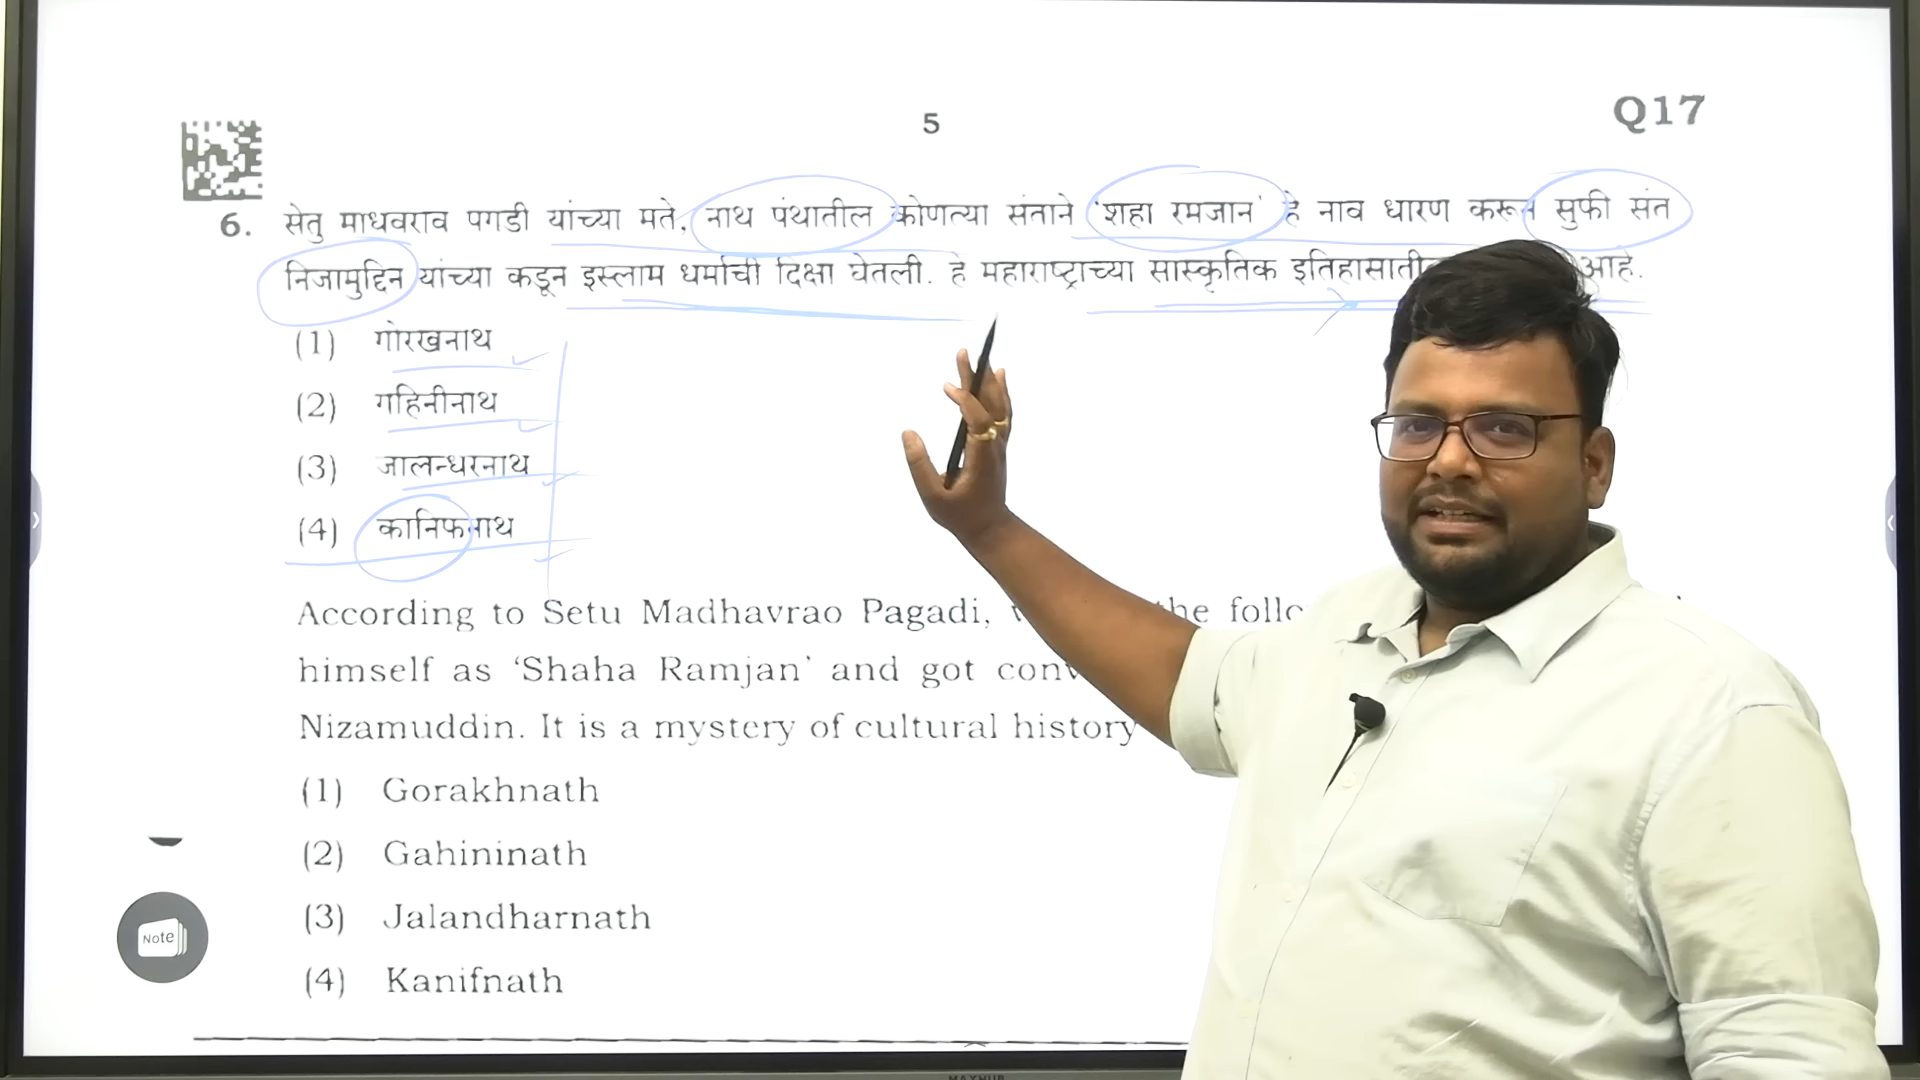 5
Q17
6. सेतु माधवराव पगडी यांच्या मते, नाथ पंथातील कोणत्या संताने 'शहा रमजान' हे नाव धारण करून सुफी संत
निजामुद्दिन यांच्या कडून इस्लाम धर्माची दिक्षा घेतली. हे महाराष्ट्राच्या सांस्कृतिक इतिहासातील आहे.
(1) गोरखनाथ
(2) गहिनीनाथ
(3) जालन्धरनाथ
(4) कानिफनाथ
According to Setu Madhavrao Pagadi, the
himself as 'Shaha Ramjan' and got
Nizamuddin. It is a mystery of cultural history
(1) Gorakhnath
(2) Gahininath
(3) Jalandharnath
(4) Kanifnath
Note
MAXHUB